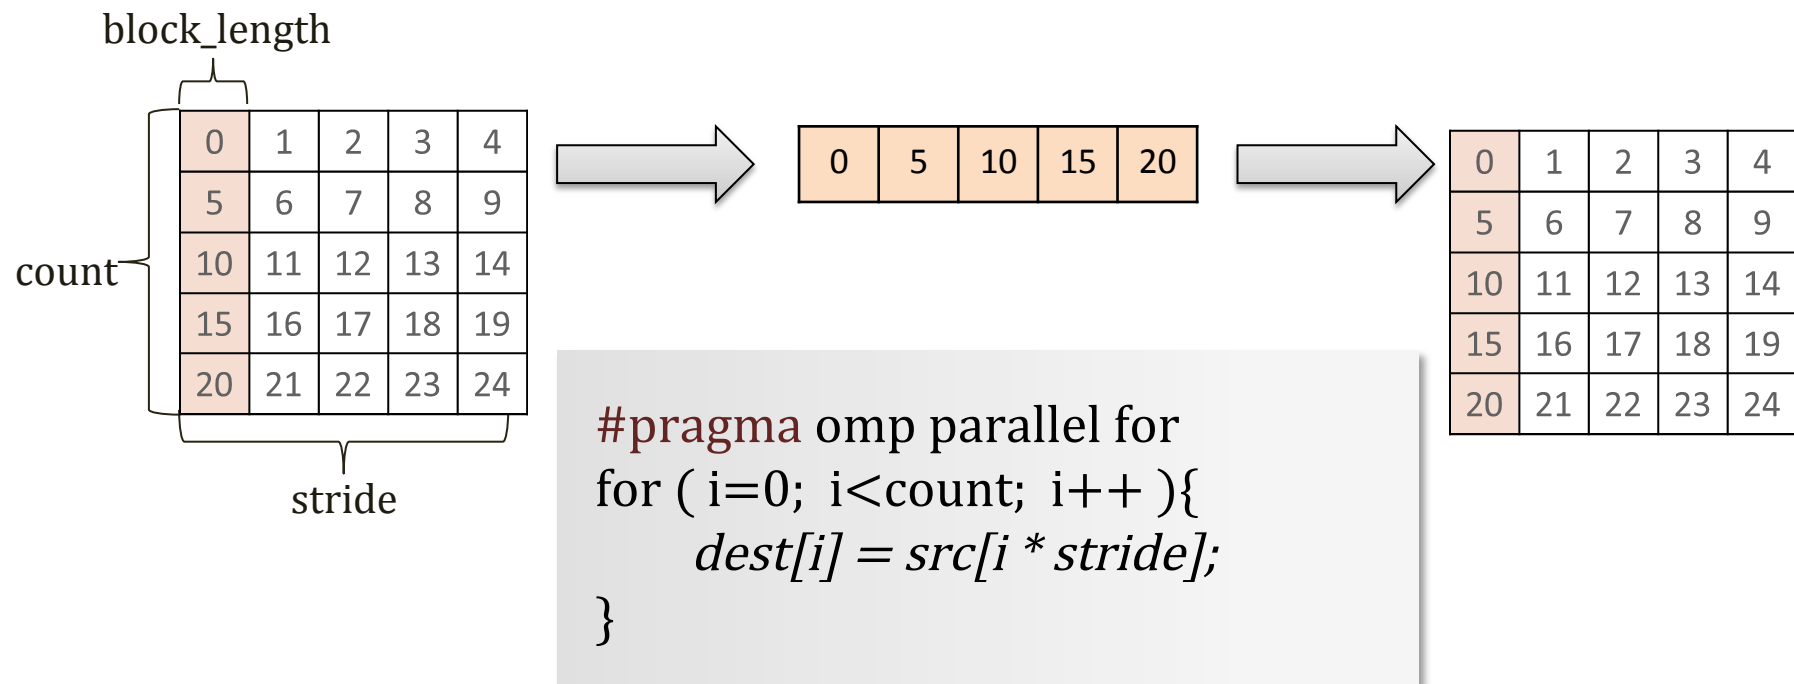 block_length
count
0 1 2 3 4
5 6 7 8 9
10 11 12 13 14
15 16 17 18 19
20 21 22 23 24
stride
0 5 10 15 20
0 1 2 3 4
5 6 7 8 9
10 11 12 13 14
15 16 17 18 19
20 21 22 23 24
#pragma omp parallel for
for ( i=0; i<count; i++ ){
dest[i] = src[i * stride];
}